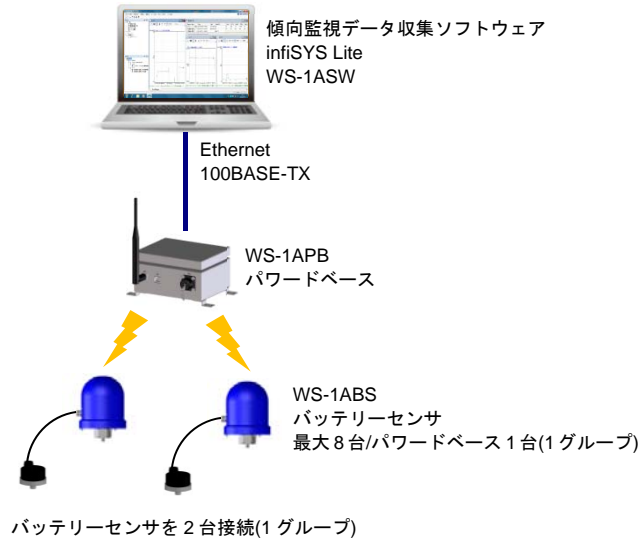 傾向監視データ収集ソフトウェア
infiSYS Lite
WS-1ASW
Ethernet
100BASE-TX
WS-1APB
パワードベース
WS-1ABS
バッテリーセンサ
最大８台/パワードベース１台(1 グループ)
バッテリーセンサを２台接続(1 グループ)